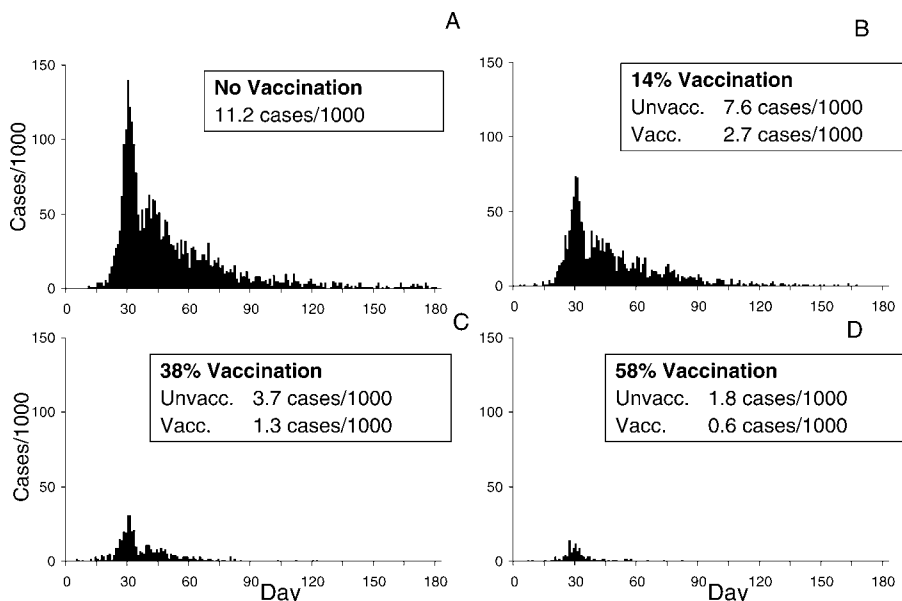 A
150
100
50
0
Cases/1000
No Vaccination
11.2 cases/1000
0 30 60 90 120 150 180
B
150
100
50
0
14% Vaccination
Unvacc. 7.6 cases/1000
Vacc. 2.7 cases/1000
0 30 60 90 120 150 180
C
150
100
50
0
Cases/1000
38% Vaccination
Unvacc. 3.7 cases/1000
Vacc. 1.3 cases/1000
0 30 60 90 120 150 180
Day
D
150
100
50
0
58% Vaccination
Unvacc. 1.8 cases/1000
Vacc. 0.6 cases/1000
0 30 60 90 120 150 180
Day